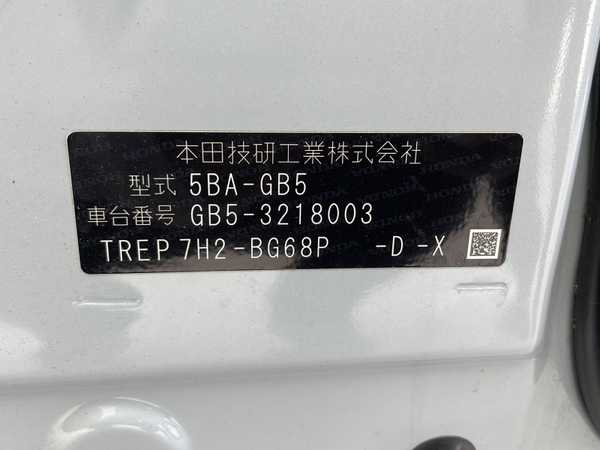 本田技研工業株式会社
型式 5BA-GB5
車台番号 GB5-3218003
TREP 7H2-BG68P -D -X